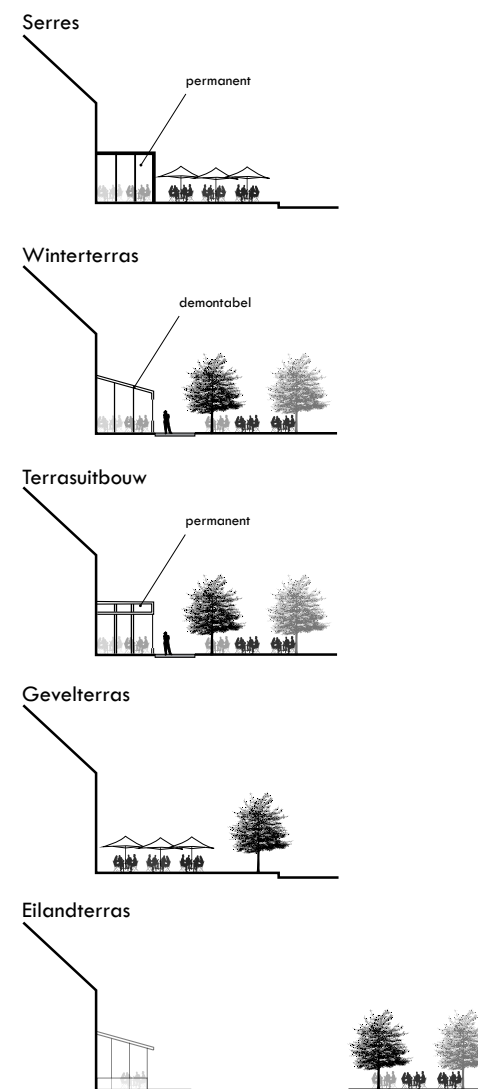 Serres
permanent
Winterterras
demontabel
Terrasuitbouw
permanent
Gevelterras
Eilandterras